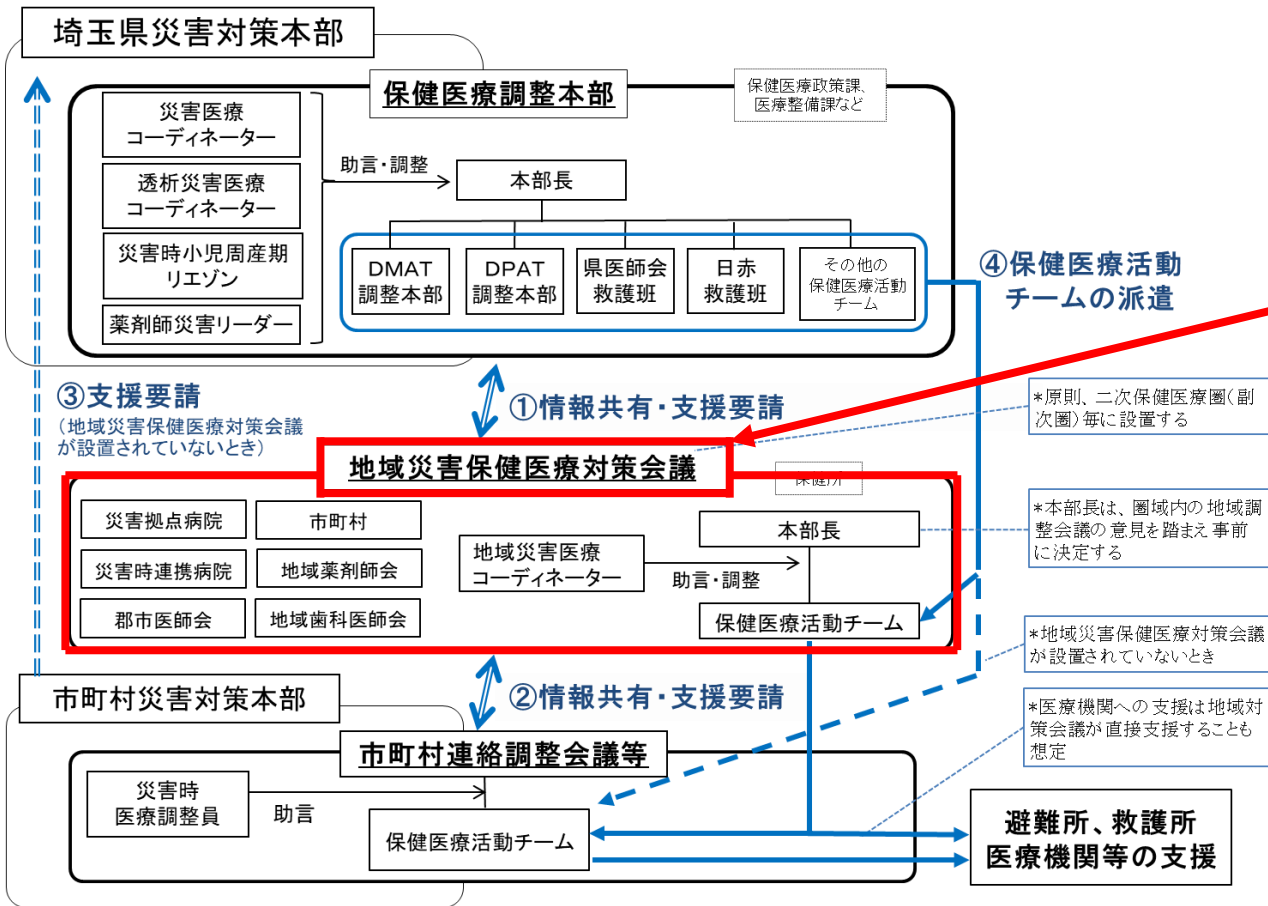 埼玉県災害対策本部
保健医療調整本部
保健医療政策課、
医療整備課など
災害医療
コーディネーター
透析災害医療
コーディネーター
災害時小児周産期
リエゾン
薬剤師災害リーダー
助言・調整
本部長
DMAT
調整本部
DPAT
調整本部
県医師会
救護班
日赤
救護班
その他の
保健医療活動
チーム
④保健医療活動
チームの派遣
③支援要請
(地域災害保健医療対策会議
が設置されていないとき)
①情報共有・支援要請
*原則、二次保健医療圏(副
次圏)毎に設置する
地域災害保健医療対策会議
保健所
災害拠点病院
市町村
災害時連携病院
地域薬剤師会
郡市医師会
地域歯科医師会
地域災害医療
コーディネーター
助言・調整
本部長
保健医療活動チーム
*本部長は、圏域内の地域調
整会議の意見を踏まえ事前
に決定する
②情報共有・支援要請
*地域災害保健医療対策会議
が設置されていないとき
*医療機関への支援は地域対
策会議が直接支援することも
想定
市町村災害対策本部
市町村連絡調整会議等
災害時
医療調整員
助言
保健医療活動チーム
避難所、救護所
医療機関等の支援